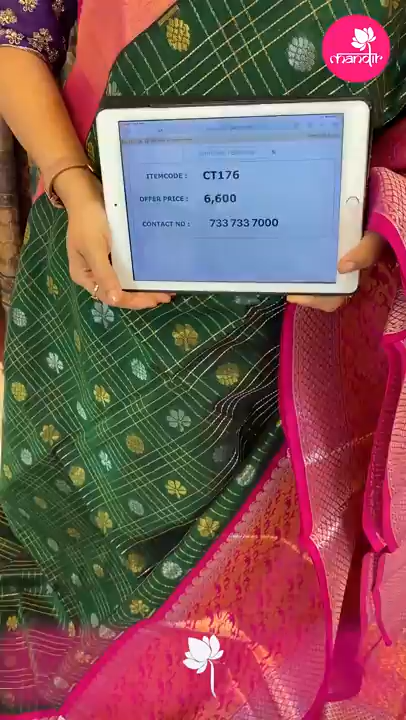 mandir
ITEMCODE : CT176
OFFER PRICE : 6,600
CONTACT NO : 733 733 7000